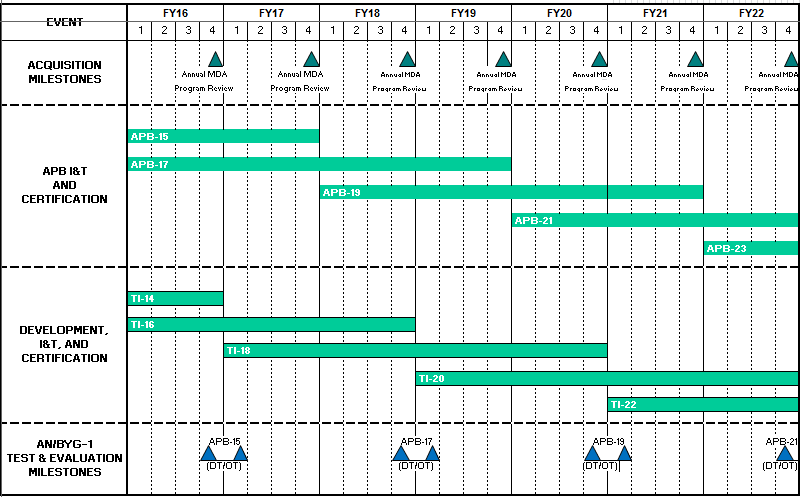 EVENT
FY16 FY17 FY18 FY19 FY20 FY21 FY22
1 2 3 4 1 2 3 4 1 2 3 4 1 2 3 4 1 2 3 4 1 2 3 4 1 2 3 4
ACQUISITION
MILESTONES
Annual MDA Annual MDA Annual MDA Annual MDA Annual MDA Annual MDA Annual MDA
Program Review Program Review Program Review Program Review Program Review Program Review Program Review
APB I&T
AND
CERTIFICATION
APB-15
APB-17
APB-19
APB-21
APB-23
DEVELOPMENT,
I&T, AND
CERTIFICATION
TI-14
TI-16
TI-18
TI-20
TI-22
AN/BYG-1
TEST & EVALUATION
MILESTONES
APB-15 APB-17 APB-19 APB-21
(DT/OT) (DT/OT) (DT/OT) (DT/OT)